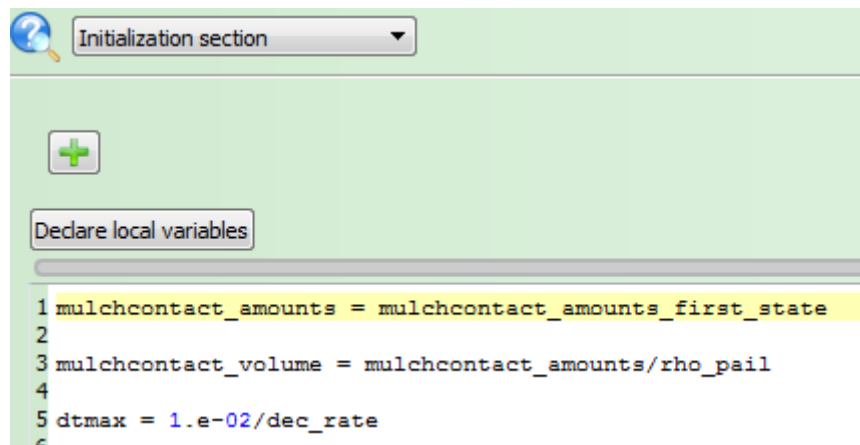 Initialization section
Declare local variables
1 mulchcontact_amounts = mulchcontact_amounts_first_state
2
3 mulchcontact_volume = mulchcontact_amounts/rho_pail
4
5 dtmax = 1.e-02/dec_rate
6